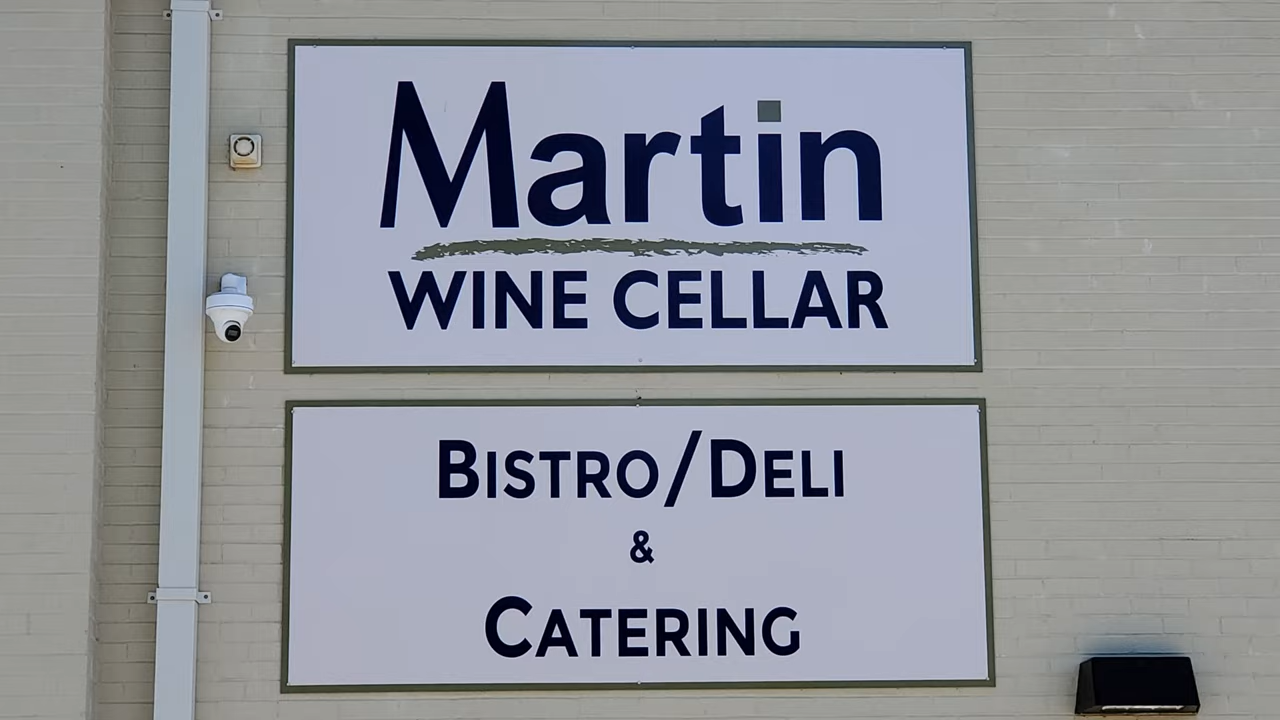 Martin
WINE CELLAR
BISTRO/DELI
&
CATERING